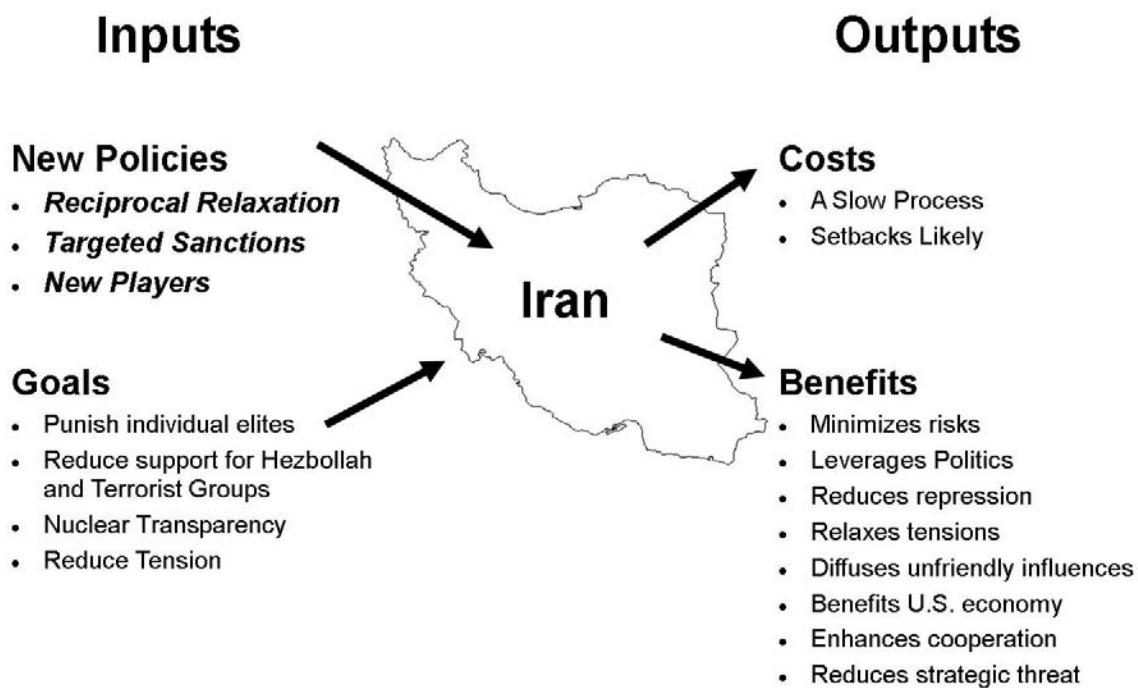 Inputs
Outputs
New Policies
• Reciprocal Relaxation
• Targeted Sanctions
• New Players
Goals
• Punish individual elites
• Reduce support for Hezbollah
and Terrorist Groups
• Nuclear Transparency
• Reduce Tension
Iran
Costs
• A Slow Process
• Setbacks Likely
Benefits
• Minimizes risks
• Leverages Politics
• Reduces repression
• Relaxes tensions
• Diffuses unfriendly influences
• Benefits U.S. economy
• Enhances cooperation
• Reduces strategic threat